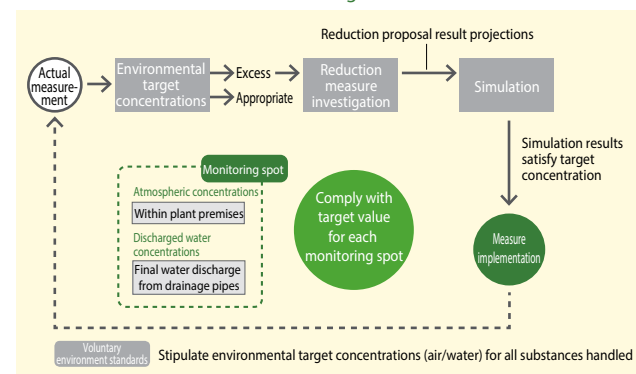 Reduction proposal result projections
Actual
measure-
ment
Environmental
target
concentrations
Excess
Appropriate
Reduction
measure
investigation
Simulation
Simulation results
satisfy target
concentration
Monitoring spot
Atmospheric concentrations
Within plant premises
Discharged water
concentrations
Final water discharge
from drainage pipes
Comply with
target value
for each
monitoring spot
Measure
implementation
Voluntary
environment standards
Stipulate environmental target concentrations (air/water) for all substances handled